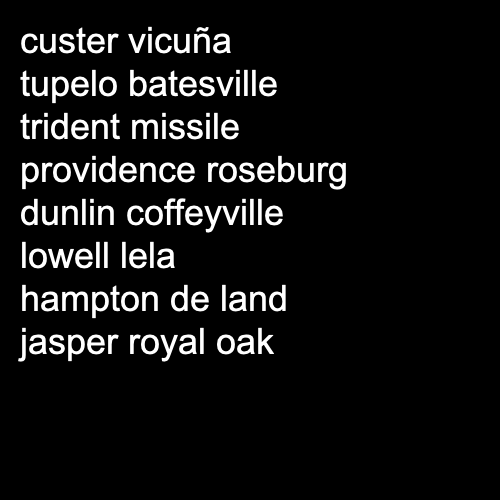 custer vicuña
tupelo batesville
trident missile
providence roseburg
dunlin coffeyville
lowell lela
hampton de land
jasper royal oak